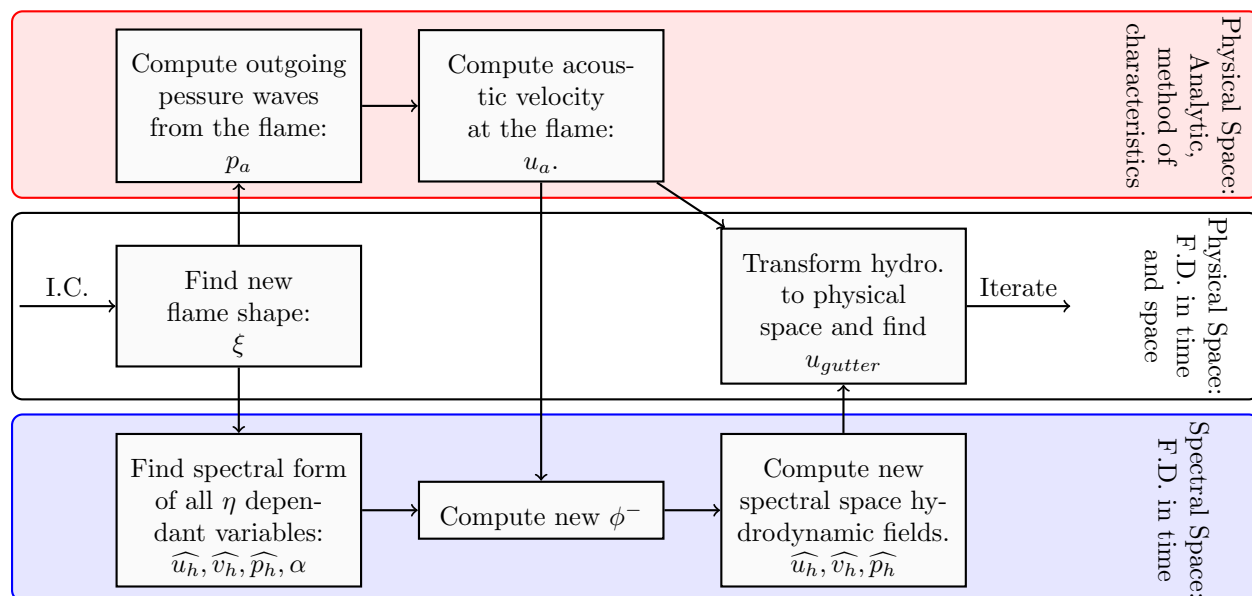 Compute outgoing
pessure waves
from the flame:
p_a
Compute acous-
tic velocity
at the flame:
u_a.
Physical Space:
Analytic,
method of
characteristics
I.C.
Find new
flame shape:
ξ
Transform hydro.
to physical
space and find
u_{gutter}
Iterate
Physical Space:
F.D. in time
and space
Find spectral form
of all η depen-
dant variables:
\widehat{u_h}, \widehat{v_h}, \widehat{p_h}, α
Compute new ϕ⁻
Compute new
spectral space hy-
drodynamic fields.
\widehat{u_h}, \widehat{v_h}, \widehat{p_h}
Spectral Space:
F.D. in time